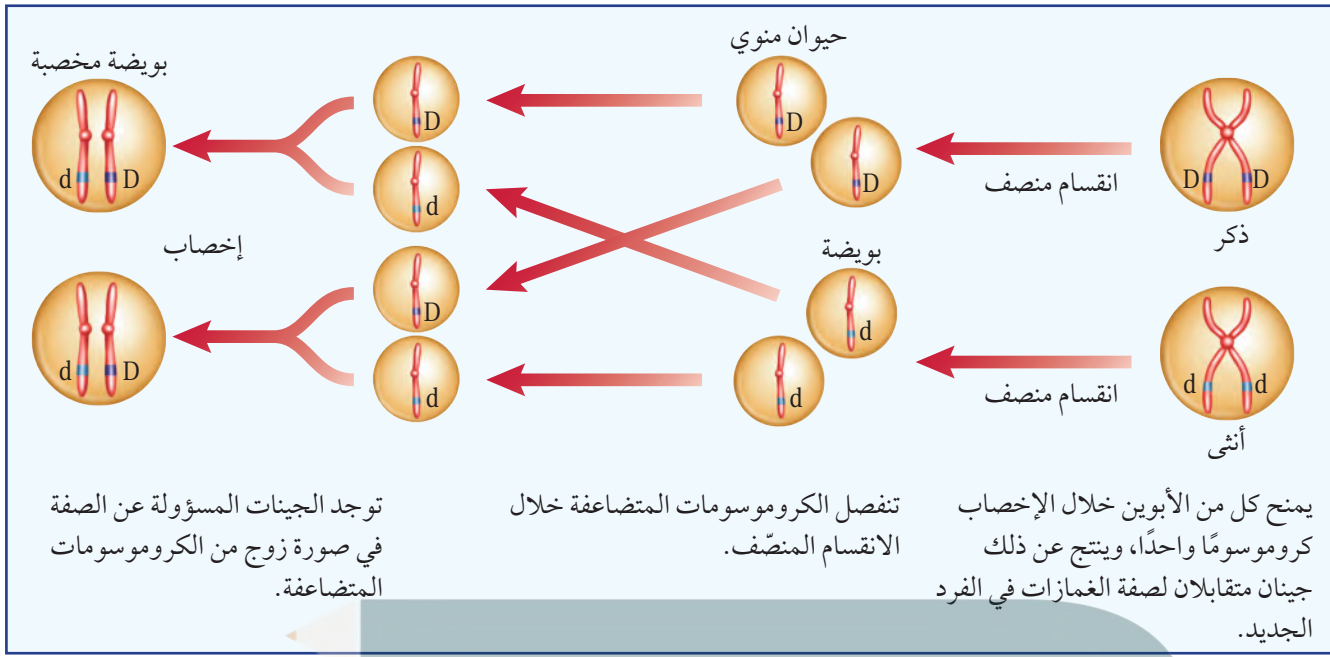 حيوان منوي
بويضة مخصبة
D
D
d
D
D
D
d
انقسام منصف
ذكر
بويضة
إخصاب
D
d
d
D
d
d
d
d
انقسام منصف
أنثى
يمنح كل من الأبوين خلال الإخصاب
كروموسومًا واحدًا، وينتج عن ذلك
جينان متقابلان لصفة الغمازات في الفرد
الجديد.
تنفصل الكروموسومات المتضاعفة خلال
الانقسام المنصّف.
توجد الجينات المسؤولة عن الصفة
في صورة زوج من الكروموسومات
المتضاعفة.